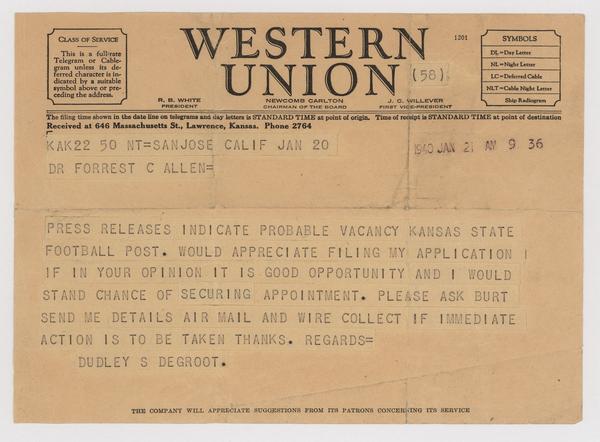 CLASS OF SERVICE
This is a full-rate
Telegram or Cable-
gram unless its de-
ferred character is in-
dicated by a suitable
symbol above or pre-
ceding the address.
WESTERN
UNION
(58)
1201
SYMBOLS
DL=Day Letter
NL=Night Letter
LC=Deferred Cable
NLT=Cable Night Letter
Ship Radiogram
R. B. WHITE
PRESIDENT
NEWCOMB CARLTON
CHAIRMAN OF THE BOARD
J. C. WILLEVER
FIRST VICE-PRESIDENT
The filing time shown in the date line on telegrams and day letters is STANDARD TIME at point of origin. Time of receipt is STANDARD TIME at point of destination
Received at 646 Massachusetts St., Lawrence, Kansas. Phone 2764
KAK22 50 NT=SANJOSE CALIF JAN 20
1940 JAN 21 AM 9 36
DR FORREST C ALLEN=
PRESS RELEASES INDICATE PROBABLE VACANCY KANSAS STATE
FOOTBALL POST. WOULD APPRECIATE FILING MY APPLICATION
IF IN YOUR OPINION IT IS GOOD OPPORTUNITY AND I WOULD
STAND CHANCE OF SECURING APPOINTMENT. PLEASE ASK BURT
SEND ME DETAILS AIR MAIL AND WIRE COLLECT IF IMMEDIATE
ACTION IS TO BE TAKEN THANKS. REGARDS=
DUDLEY S DEGROOT.
THE COMPANY WILL APPRECIATE SUGGESTIONS FROM ITS PATRONS CONCERNING ITS SERVICE